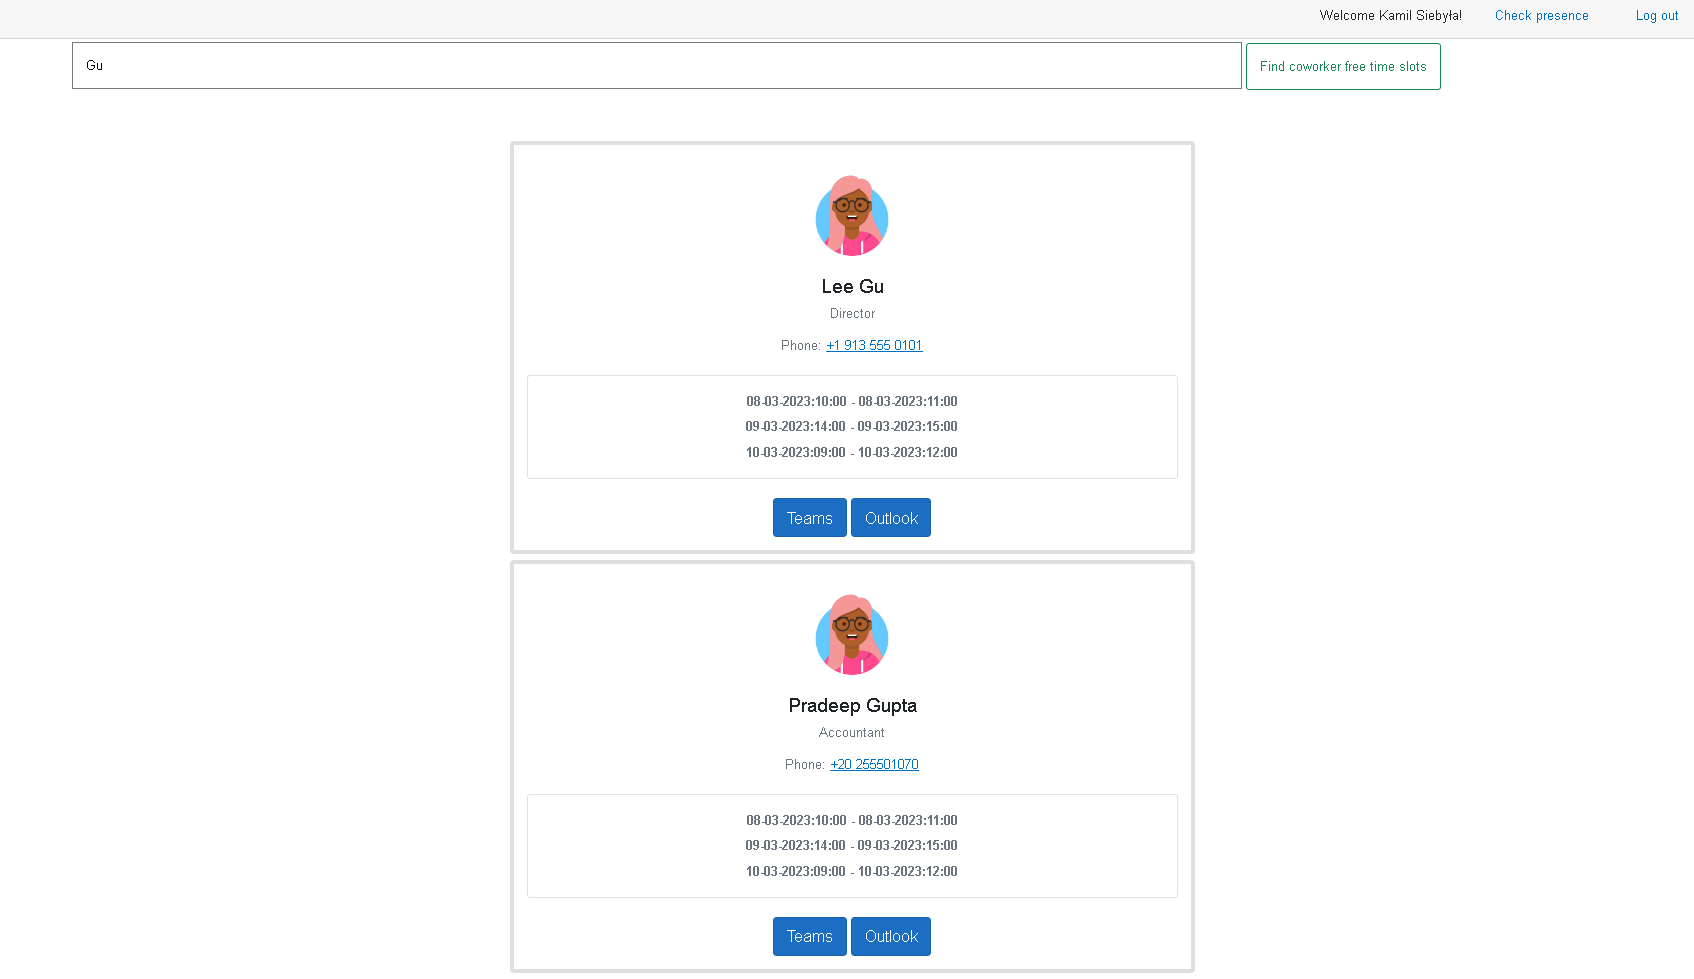 Welcome Kamil Siebyła! Check presence Log out
Gu Find coworker free time slots
Lee Gu
Director
Phone: +1 913 555 0101
08-03-2023:10:00 - 08-03-2023:11:00
09-03-2023:14:00 - 09-03-2023:15:00
10-03-2023:09:00 - 10-03-2023:12:00
Teams Outlook
Pradeep Gupta
Accountant
Phone: +20 255501070
08-03-2023:10:00 - 08-03-2023:11:00
09-03-2023:14:00 - 09-03-2023:15:00
10-03-2023:09:00 - 10-03-2023:12:00
Teams Outlook